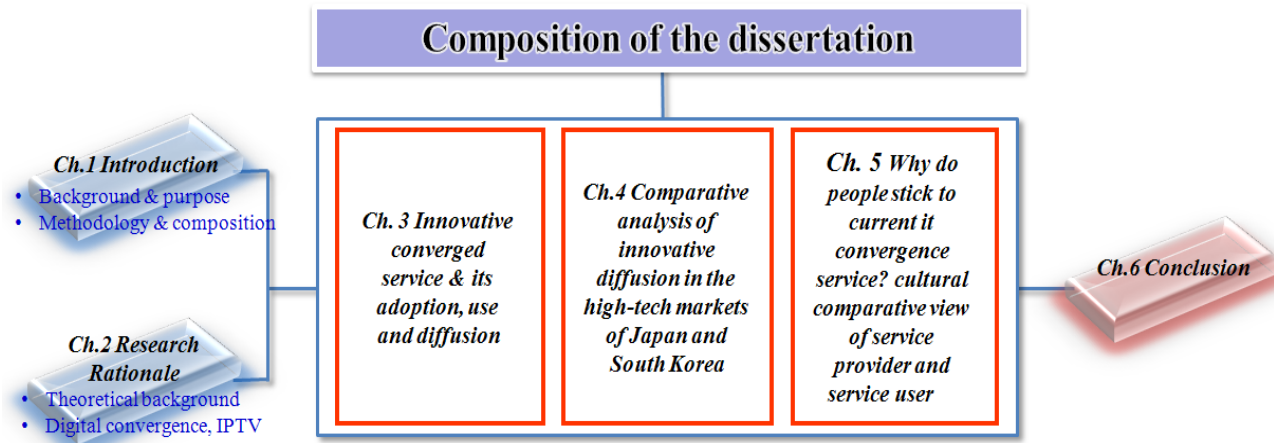 Composition of the dissertation
Ch.1 Introduction
• Background & purpose
• Methodology & composition
Ch.2 Research
Rationale
• Theoretical background
• Digital convergence, IPTV
Ch. 3 Innovative
converged
service & its
adoption, use
and diffusion
Ch.4 Comparative
analysis of
innovative
diffusion in the
high-tech markets
of Japan and
South Korea
Ch. 5 Why do
people stick to
current it
convergence
service? cultural
comparative view
of service
provider and
service user
Ch.6 Conclusion